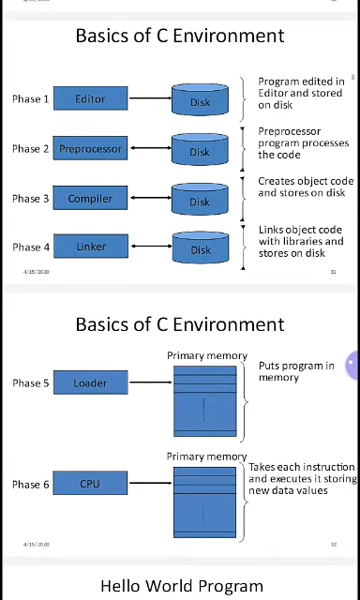 Basics of C Environment
Phase 1
Editor
Disk
Program edited in
Editor and stored
on disk
Phase 2
Preprocessor
Disk
Preprocessor
program processes
the code
Phase 3
Compiler
Disk
Creates object code
and stores on disk
Phase 4
Linker
Disk
Links object code
with libraries and
stores on disk
4/15/2020
31
Basics of C Environment
Primary memory
Phase 5
Loader
Puts program in
memory
Primary memory
Phase 6
CPU
Takes each instruction
and executes it storing
new data values
4/15/2020
32
Hello World Program